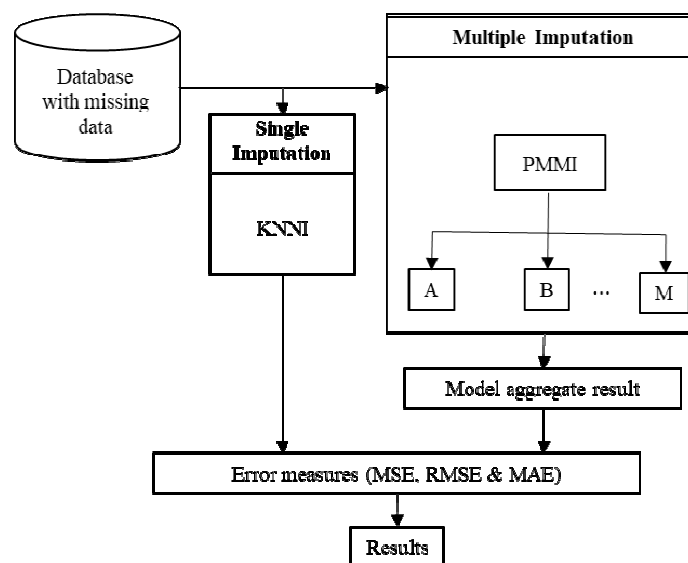 Database
with missing
data
Multiple Imputation
Single
Imputation
KNNI
PMMI
A
B
...
M
Model aggregate result
Error measures (MSE, RMSE & MAE)
Results